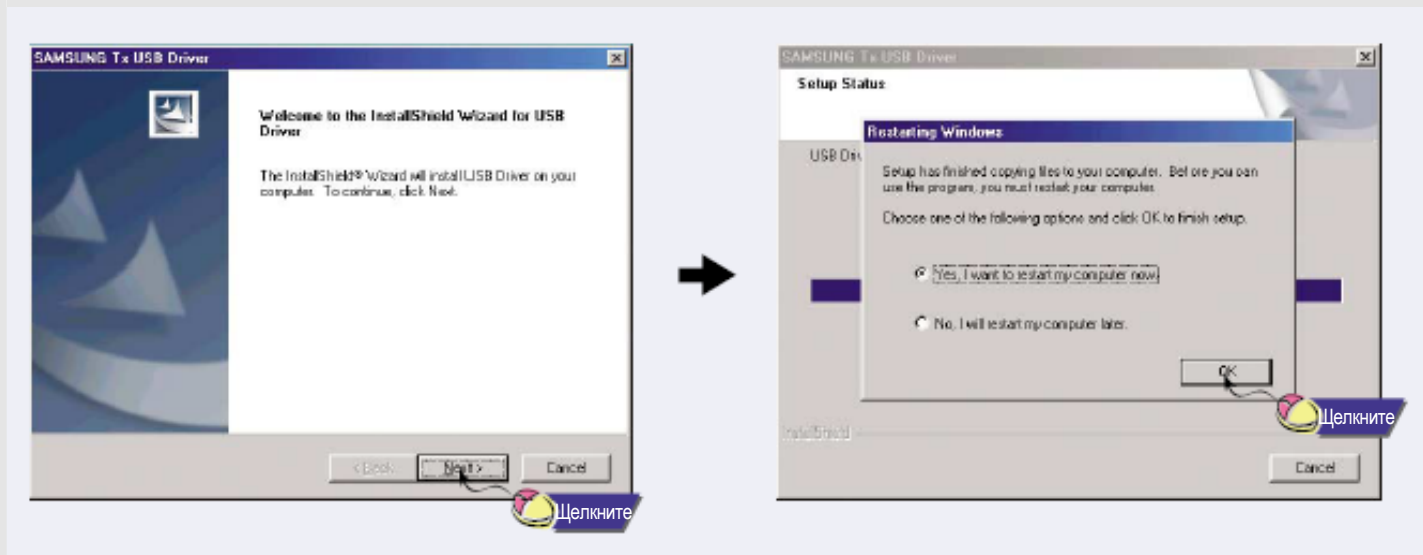 SAMSUNG Tx USB Driver
Welcome to the InstallShield Wizard for USB
Driver
The InstallShield® Wizard will install USB Driver on your
computer. To continue, click Next.
< Back
Next >
Cancel
Щелкните
SAMSUNG Tx USB Driver
Setup Status
USB
Restarting Windows
Setup has finished copying files to your computer. Before you can
use the program, you must restart your computer.
Choose one of the following options and click OK to finish setup.
Yes, I want to restart my computer now.
No, I will restart my computer later.
OK
Щелкните
InstallShield
Cancel